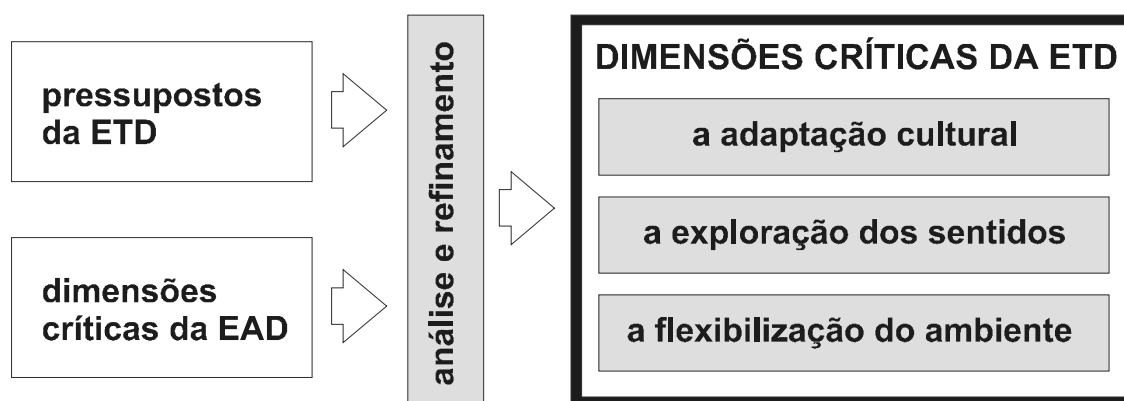 pressupostos
da ETD
dimensões
críticas da EAD
análise e refinamento
DIMENSÕES CRÍTICAS DA ETD
a adaptação cultural
a exploração dos sentidos
a flexibilização do ambiente